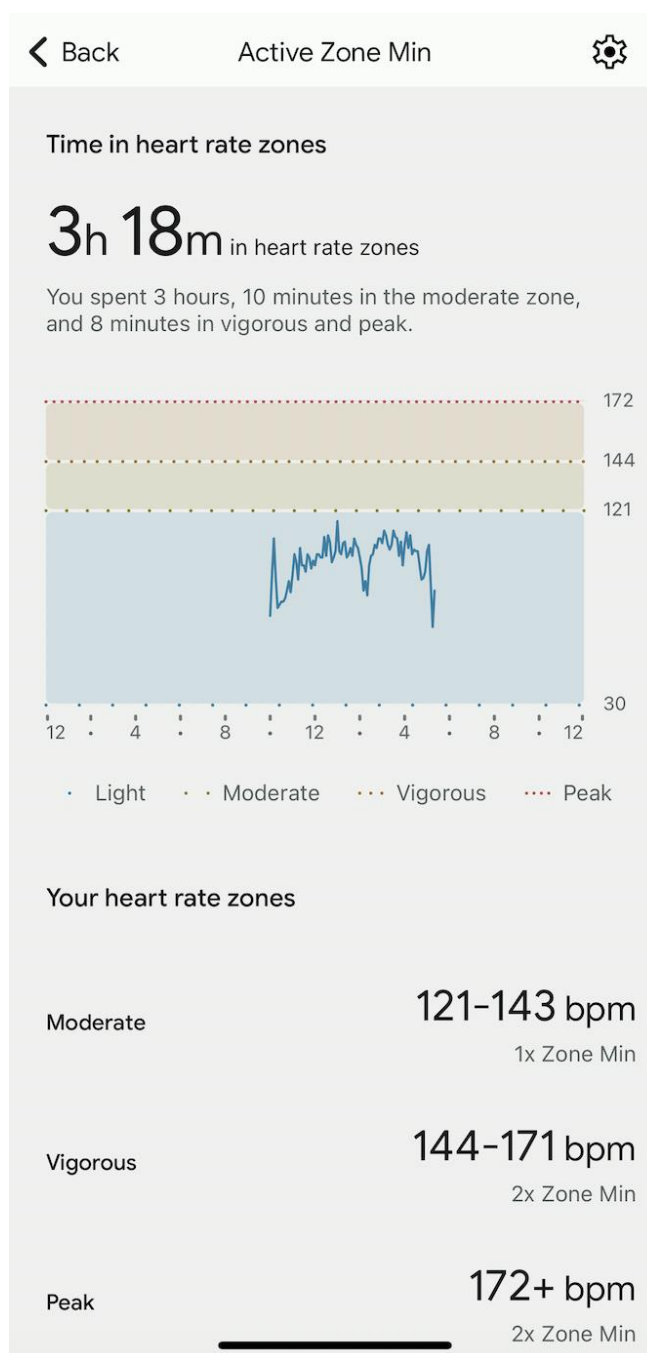 Back Active Zone Min
Time in heart rate zones
3h 18m in heart rate zones
You spent 3 hours, 10 minutes in the moderate zone,
and 8 minutes in vigorous and peak.
172
144
121
30
12 4 8 12 4 8 12
Light Moderate Vigorous Peak
Your heart rate zones
Moderate 121-143 bpm
1x Zone Min
Vigorous 144-171 bpm
2x Zone Min
Peak 172+ bpm
2x Zone Min